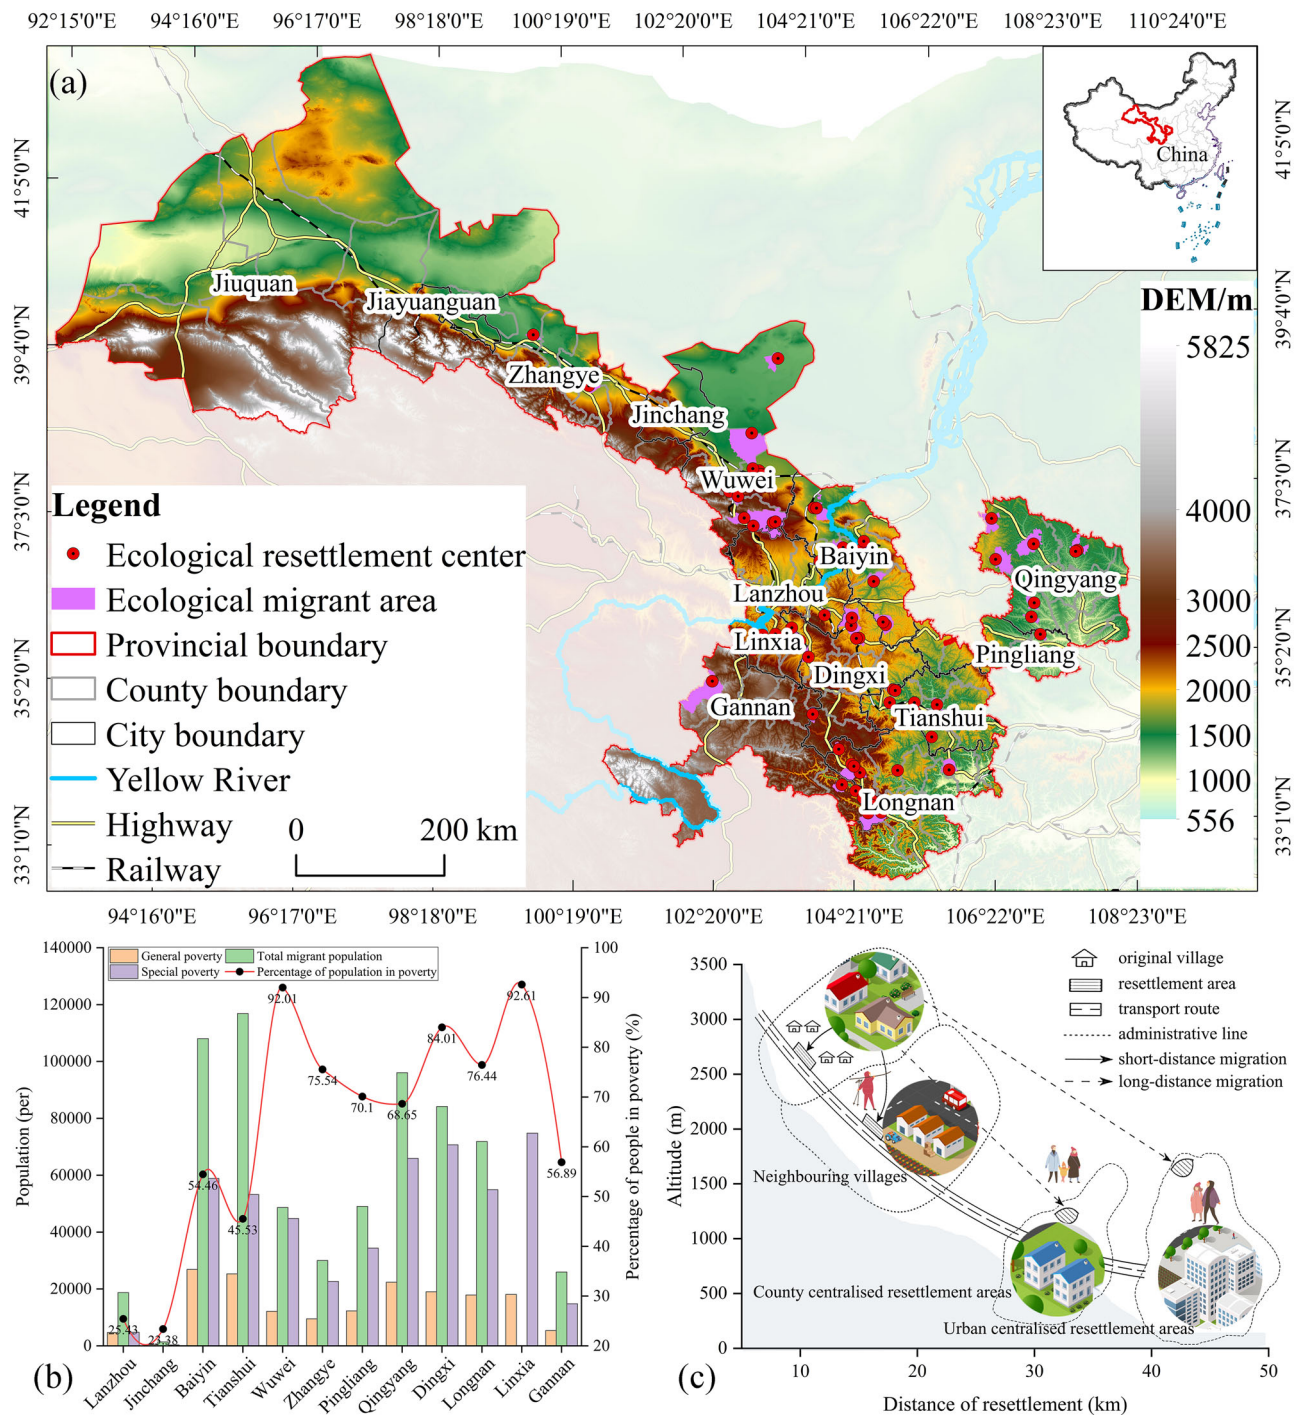 92°15'0"E 94°16'0"E 96°17'0"E 98°18'0"E 100°19'0"E 102°20'0"E 104°21'0"E 106°22'0"E 108°23'0"E 110°24'0"E
(a)
China
41°5'0"N
39°4'0"N
37°3'0"N
35°2'0"N
33°1'0"N
41°5'0"N
39°4'0"N
37°3'0"N
35°2'0"N
33°1'0"N
Jiuquan
Jiayuanguan
Zhangye
Jinchang
Wuwei
Baiyin
Lanzhou
Linxia
Dingxi
Gannan
Tianshui
Longnan
Qingyang
Pingliang
DEM/m
5825
4000
3000
2500
2000
1500
1000
556
Legend
Ecological resettlement center
Ecological migrant area
Provincial boundary
County boundary
City boundary
Yellow River
Highway
Railway
0 200 km
94°16'0"E 96°17'0"E 98°18'0"E 100°19'0"E 102°20'0"E 104°21'0"E 106°22'0"E 108°23'0"E
(b)
General poverty
Total migrant population
Special poverty
Percentage of population in poverty
Population (per)
140000
120000
100000
80000
60000
40000
20000
0
Percentage of people in poverty (%)
100
90
80
70
60
50
40
30
20
25.43
23.38
54.46
45.53
92.01
75.54
70.1
68.65
84.01
76.44
92.61
56.89
Lanzhou
Jinchang
Baiyin
Tianshui
Wuwei
Zhangye
Pingliang
Qingyang
Dingxi
Longnan
Linxia
Gannan
(c)
Altitude (m)
3500
3000
2500
2000
1500
1000
500
0
original village
resettlement area
transport route
administrative line
short-distance migration
long-distance migration
Neighbouring villages
County centralised resettlement areas
Urban centralised resettlement areas
10 20 30 40 50
Distance of resettlement (km)